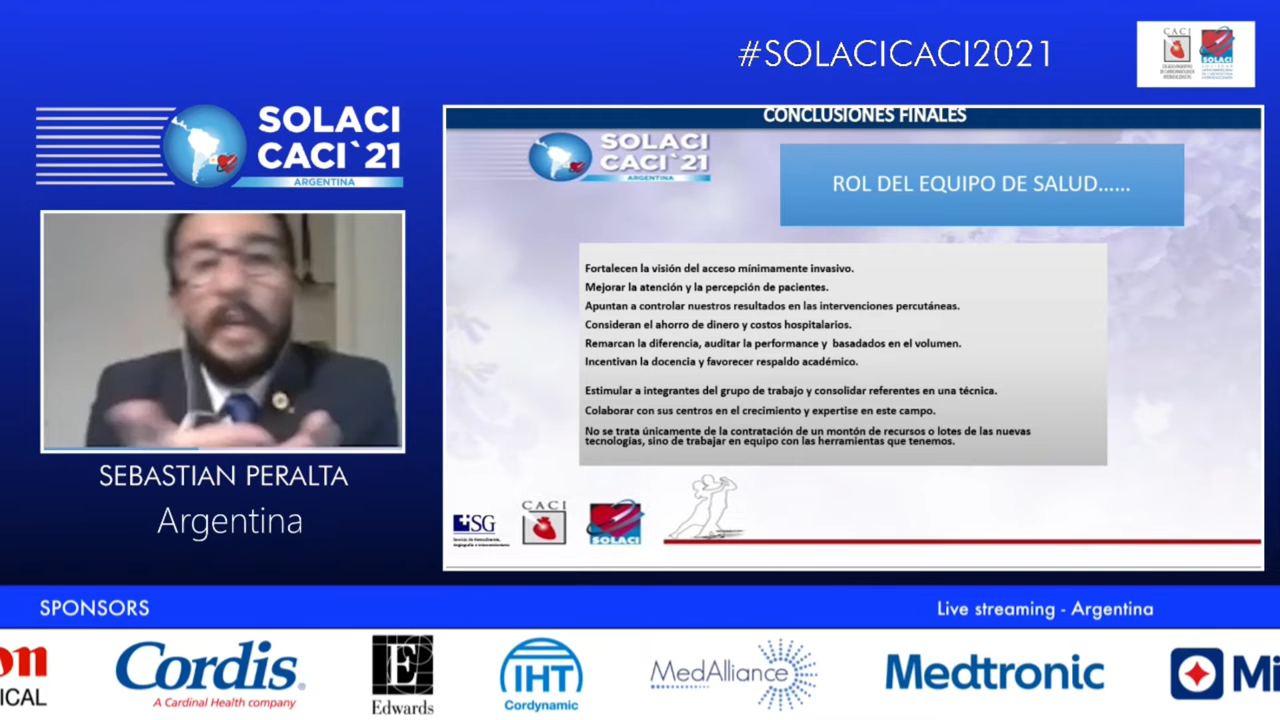 #SOLACICACI2021
CACI
SOLACI
SOLACI
CACI`21
ARGENTINA
SEBASTIAN PERALTA
Argentina
CONCLUSIONES FINALES
SOLACI
CACI`21
ARGENTINA
ROL DEL EQUIPO DE SALUD......
Fortalecen la visión del acceso mínimamente invasivo.
Mejorar la atención y la percepción de pacientes.
Apuntan a controlar nuestros resultados en las intervenciones percutáneas.
Consideran el ahorro de dinero y costos hospitalarios.
Remarcan la diferencia, auditar la performance y basadados en el volumen.
Incentivan la docencia y favorecer respaldo académico.
Estimular a integrantes del grupo de trabajo y consolidar referentes en una técnica.
Colaborar con sus centros en el crecimiento y expertise en este campo.
No se trata únicamente de la contratación de un montón de recursos o lotes de las nuevas
tecnologías, sino de trabajar en equipo con las herramientas que tenemos.
SG
CACI
SOLACI
SPONSORS
Live streaming - Argentina
on
ICAL
Cordis
A Cardinal Health company
E
Edwards
IHT
Cordynamic
MedAlliance
Medtronic
Mi